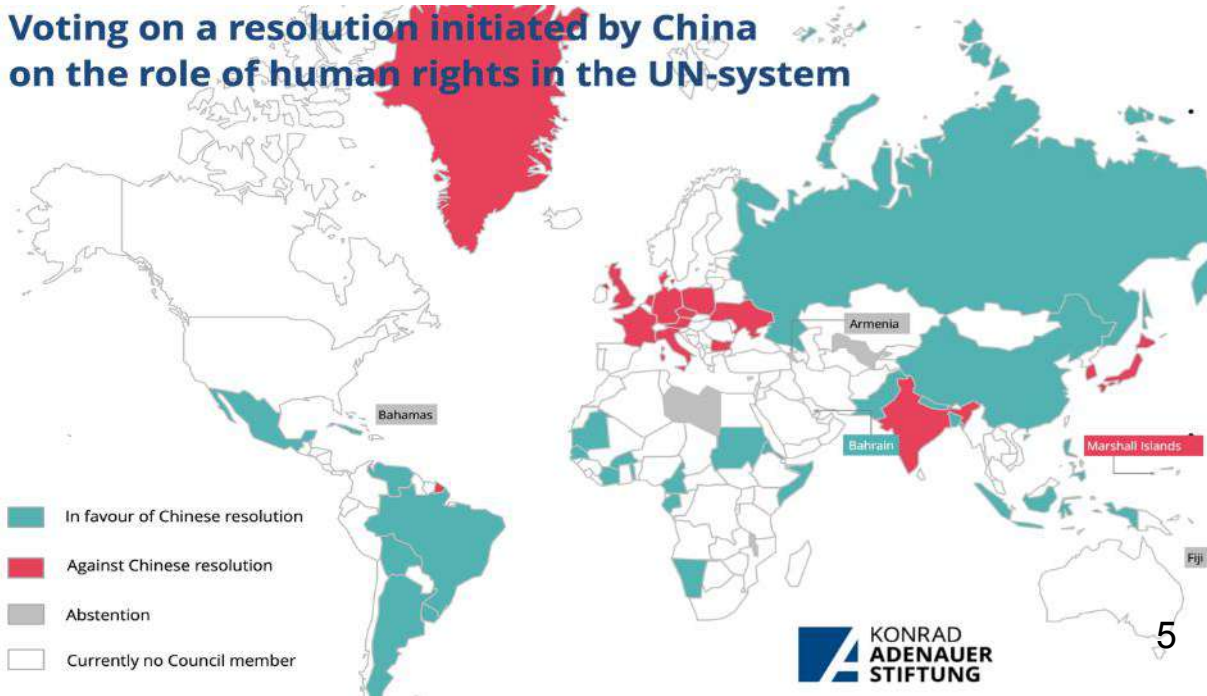 Voting on a resolution initiated by China
on the role of human rights in the UN-system
Armenia
Bahamas
Bahrain
Marshall Islands
In favour of Chinese resolution
Against Chinese resolution
Fiji
Abstention
Currently no Council member
KONRAD
ADENAUER
STIFTUNG
5